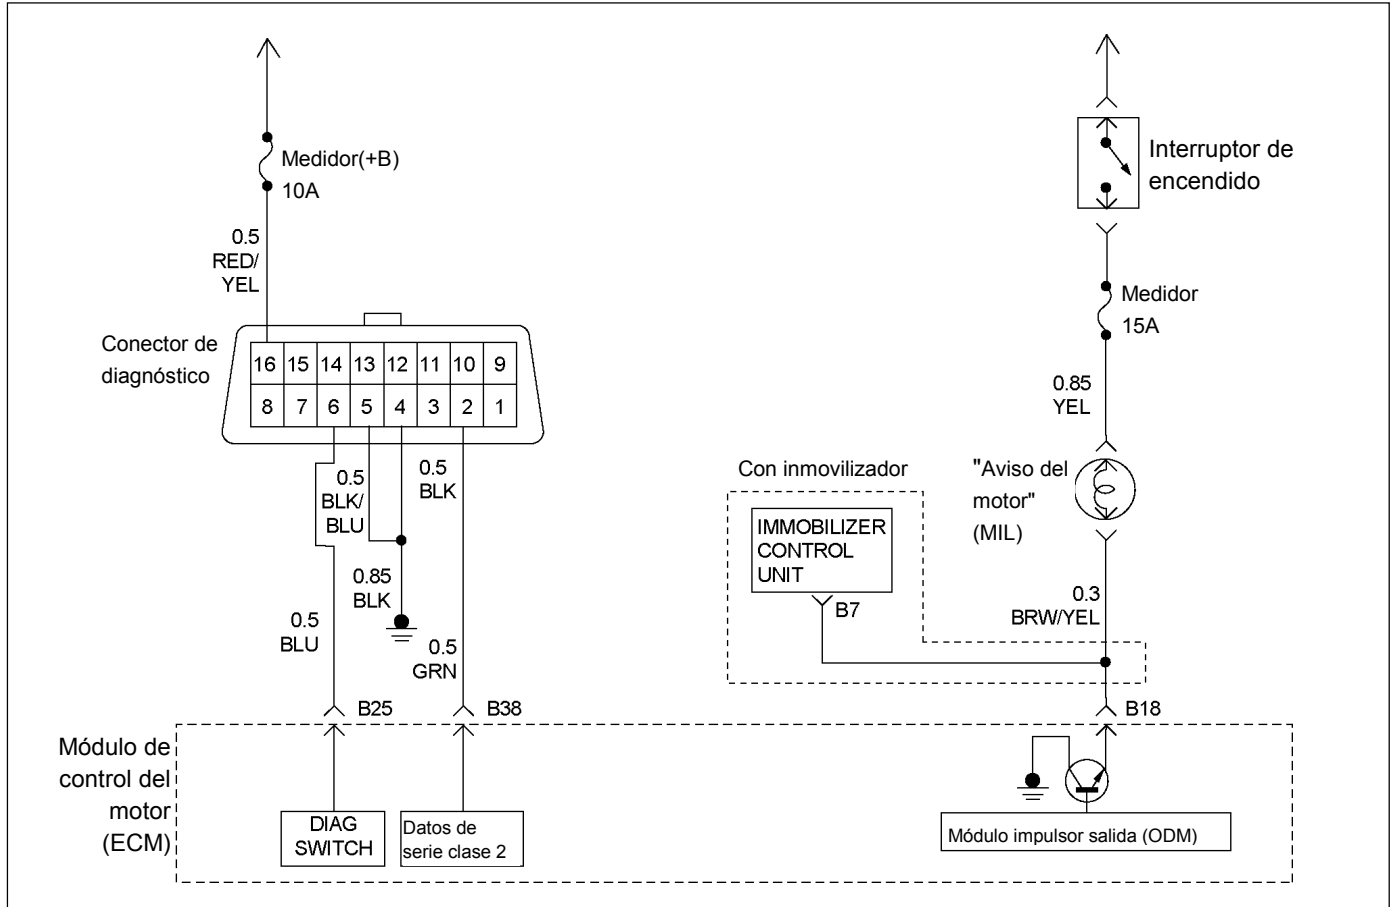 Medidor(+B)
10A
0.5
RED/
YEL
Conector de
diagnóstico
16 15 14 13 12 11 10 9
8 7 6 5 4 3 2 1
0.5
BLK/
BLU
0.5
BLK
0.85
BLK
0.5
BLU
0.5
GRN
B25
B38
Interruptor de
encendido
Medidor
15A
0.85
YEL
"Aviso del
motor"
(MIL)
Con inmovilizador
IMMOBILIZER
CONTROL
UNIT
B7
0.3
BRW/YEL
B18
Módulo de
control del
motor
(ECM)
DIAG
SWITCH
Datos de
serie clase 2
Módulo impulsor salida (ODM)